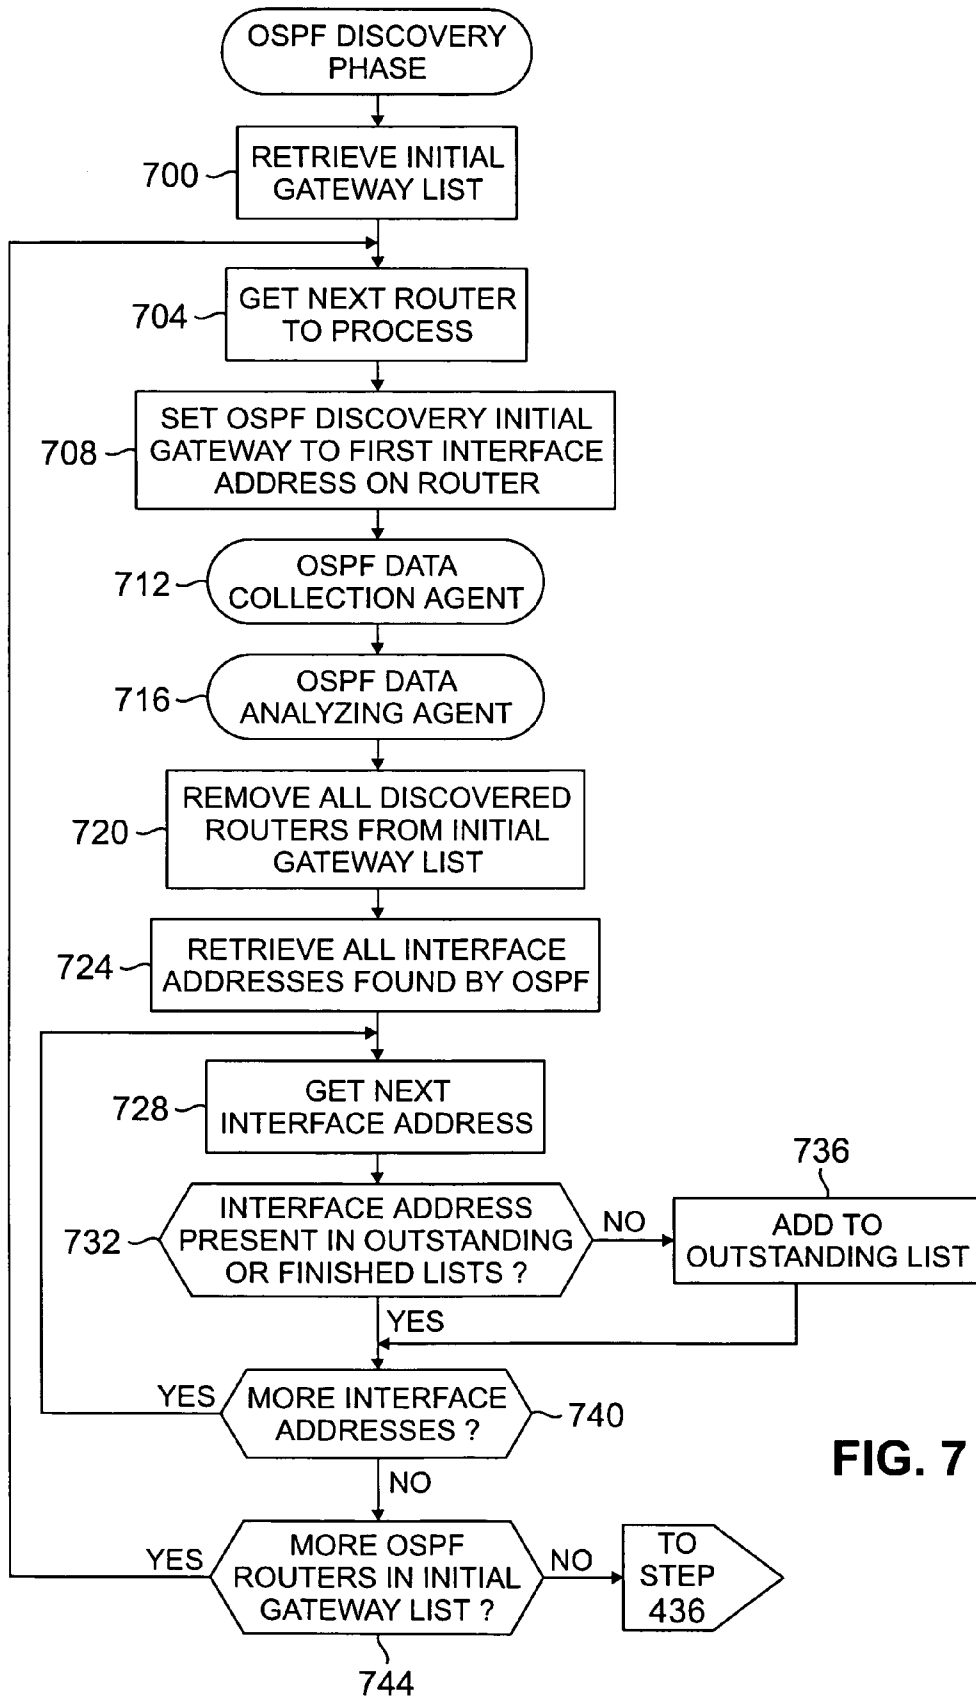 OSPF DISCOVERY
PHASE
700
RETRIEVE INITIAL
GATEWAY LIST
704
GET NEXT ROUTER
TO PROCESS
708
SET OSPF DISCOVERY INITIAL
GATEWAY TO FIRST INTERFACE
ADDRESS ON ROUTER
712
OSPF DATA
COLLECTION AGENT
716
OSPF DATA
ANALYZING AGENT
720
REMOVE ALL DISCOVERED
ROUTERS FROM INITIAL
GATEWAY LIST
724
RETRIEVE ALL INTERFACE
ADDRESSES FOUND BY OSPF
728
GET NEXT
INTERFACE ADDRESS
732
INTERFACE ADDRESS
PRESENT IN OUTSTANDING
OR FINISHED LISTS ?
NO
736
ADD TO
OUTSTANDING LIST
YES
YES
MORE INTERFACE
ADDRESSES ?
740
FIG. 7
NO
YES
MORE OSPF
ROUTERS IN INITIAL
GATEWAY LIST ?
744
NO
TO
STEP
436